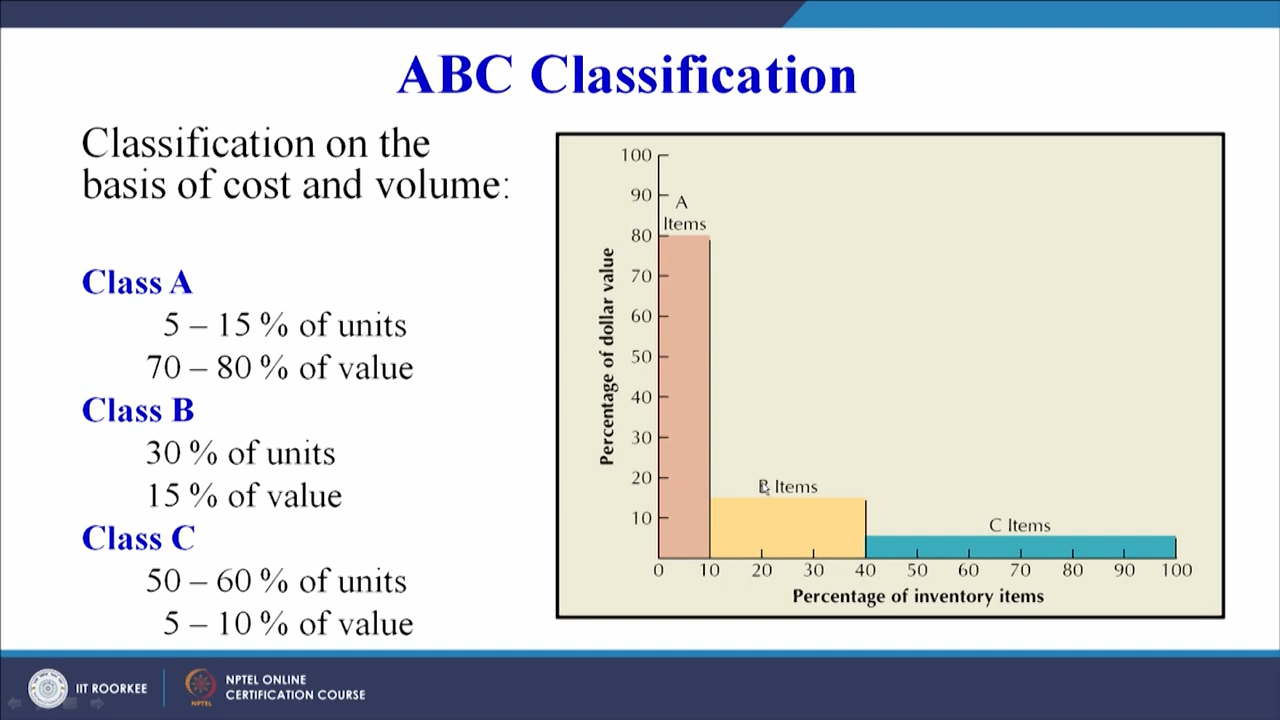 ABC Classification
Classification on the
basis of cost and volume:
Class A
5 – 15 % of units
70 – 80 % of value
Class B
30 % of units
15 % of value
Class C
50 – 60 % of units
5 – 10 % of value
100
90
80
70
60
50
40
30
20
10
Percentage of dollar value
A
Items
B Items
C Items
0 10 20 30 40 50 60 70 80 90 100
Percentage of inventory items
IIT ROORKEE
NPTEL
NPTEL ONLINE
CERTIFICATION COURSE